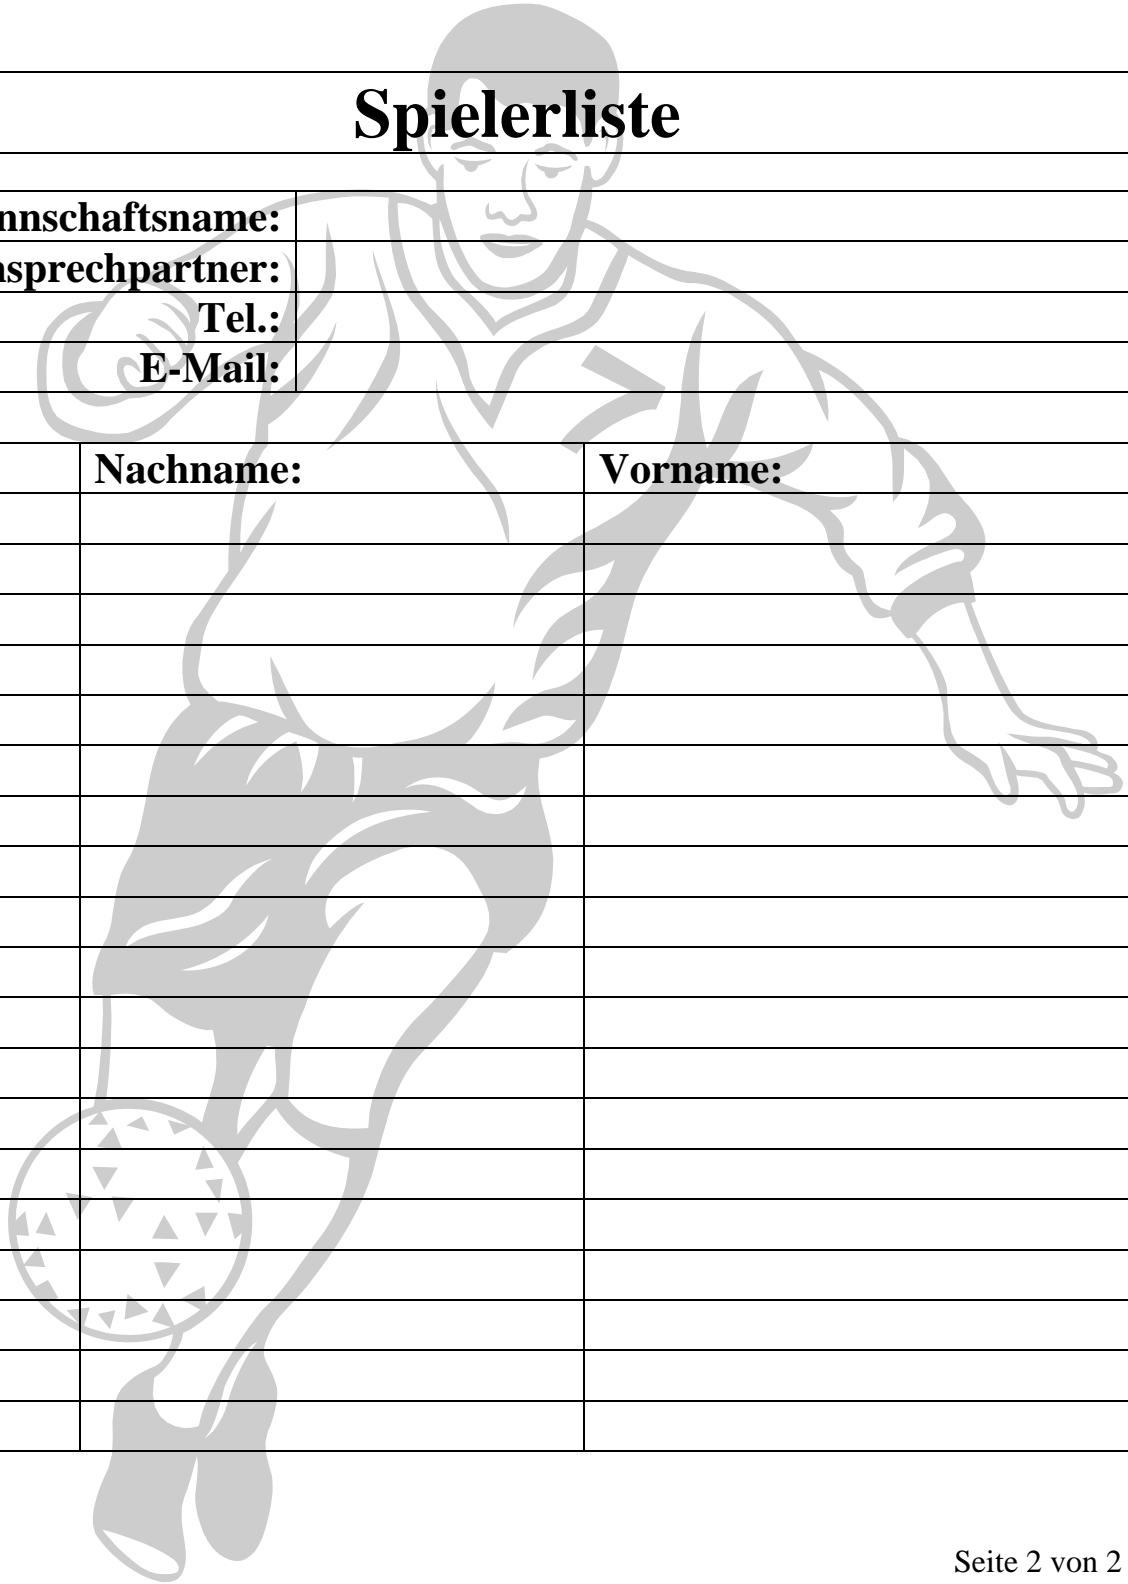 Spielerliste
nnschaftsname:
nsprechpartner:
Tel.:
E-Mail:
Nachname: Vorname:
Seite 2 von 2